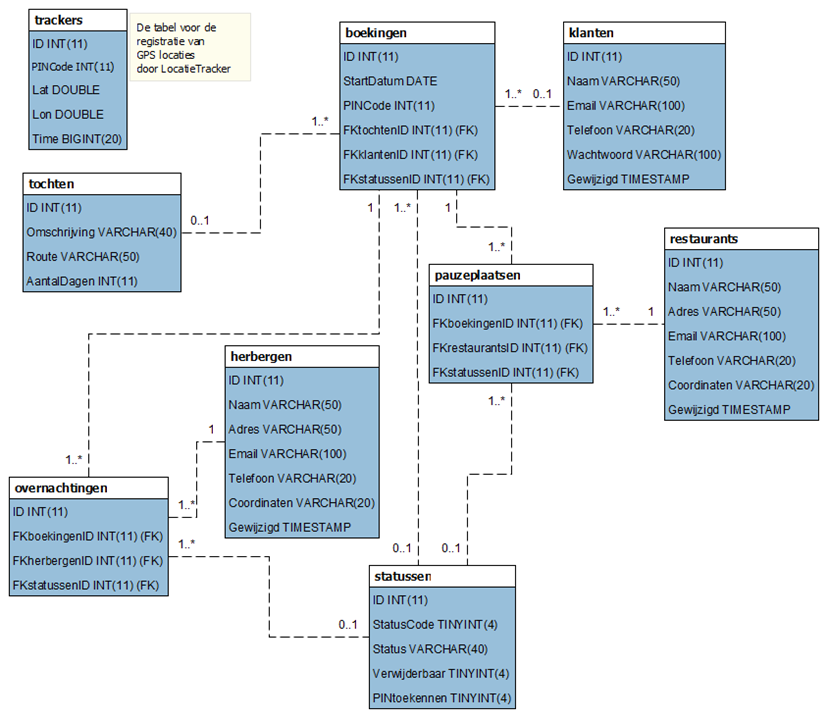 trackers
ID INT(11)
PINCode INT(11)
Lat DOUBLE
Lon DOUBLE
Time BIGINT(20)
De tabel voor de
registratie van
GPS locaties
door LocatieTracker
boekingen
ID INT(11)
StartDatum DATE
PINCode INT(11)
FKtochtenID INT(11) (FK)
FKklantenID INT(11) (FK)
FKstatussenID INT(11) (FK)
klanten
ID INT(11)
Naam VARCHAR(50)
Email VARCHAR(100)
Telefoon VARCHAR(20)
Wachtwoord VARCHAR(100)
Gewijzigd TIMESTAMP
1..*
0..1
1..*
0..1
tochten
ID INT(11)
Omschrijving VARCHAR(40)
Route VARCHAR(50)
AantalDagen INT(11)
1
1..*
1
1..*
restaurants
ID INT(11)
Naam VARCHAR(50)
Adres VARCHAR(50)
Email VARCHAR(100)
Telefoon VARCHAR(20)
Coordinaten VARCHAR(20)
Gewijzigd TIMESTAMP
pauzeplaatsen
ID INT(11)
FKboekingenID INT(11) (FK)
FKrestaurantsID INT(11) (FK)
FKstatussenID INT(11) (FK)
1..*
1
1..*
herbergen
ID INT(11)
Naam VARCHAR(50)
Adres VARCHAR(50)
Email VARCHAR(100)
Telefoon VARCHAR(20)
Coordinaten VARCHAR(20)
Gewijzigd TIMESTAMP
1
1..*
1..*
1..*
overnachtingen
ID INT(11)
FKboekingenID INT(11) (FK)
FKherbergenID INT(11) (FK)
FKstatussenID INT(11) (FK)
0..1
0..1
0..1
statussen
ID INT(11)
StatusCode TINYINT(4)
Status VARCHAR(40)
Verwijderbaar TINYINT(4)
PINtoekennen TINYINT(4)